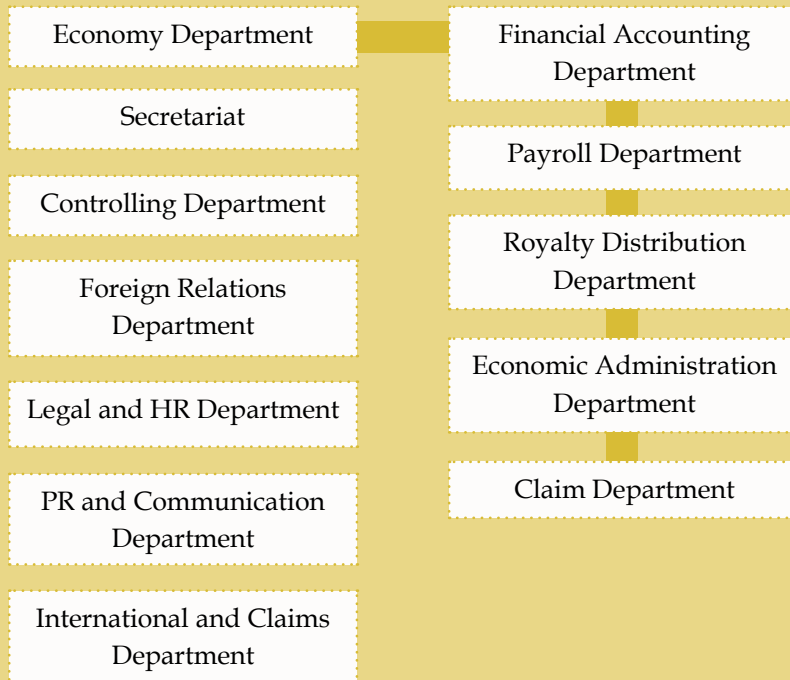 Economy Department
Secretariat
Controlling Department
Foreign Relations
Department
Legal and HR Department
PR and Communication
Department
International and Claims
Department
Financial Accounting
Department
Payroll Department
Royalty Distribution
Department
Economic Administration
Department
Claim Department